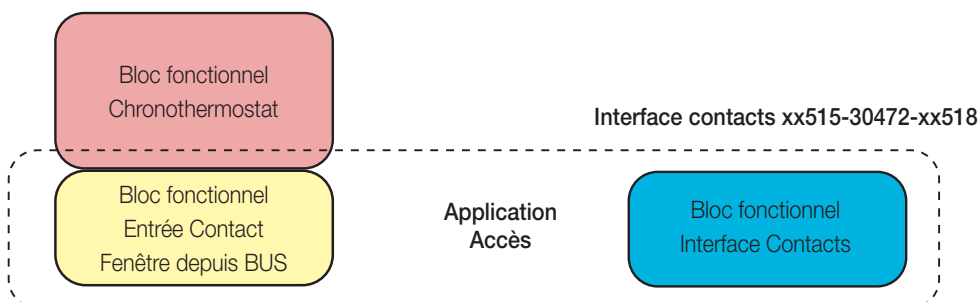 Bloc fonctionnel
Chronothermostat
Interface contacts xx515-30472-xx518
Bloc fonctionnel
Entrée Contact
Fenêtre depuis BUS
Application
Accès
Bloc fonctionnel
Interface Contacts